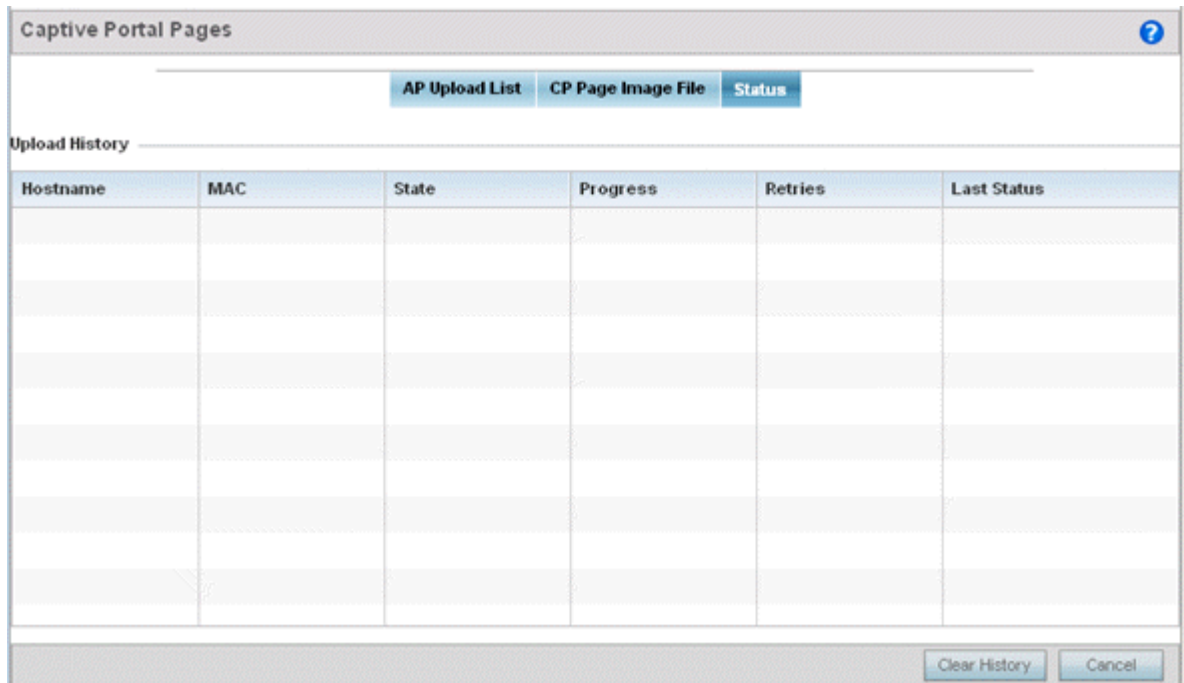 Captive Portal Pages ?
AP Upload List CP Page Image File Status
Upload History
Hostname MAC State Progress Retries Last Status
Clear History Cancel